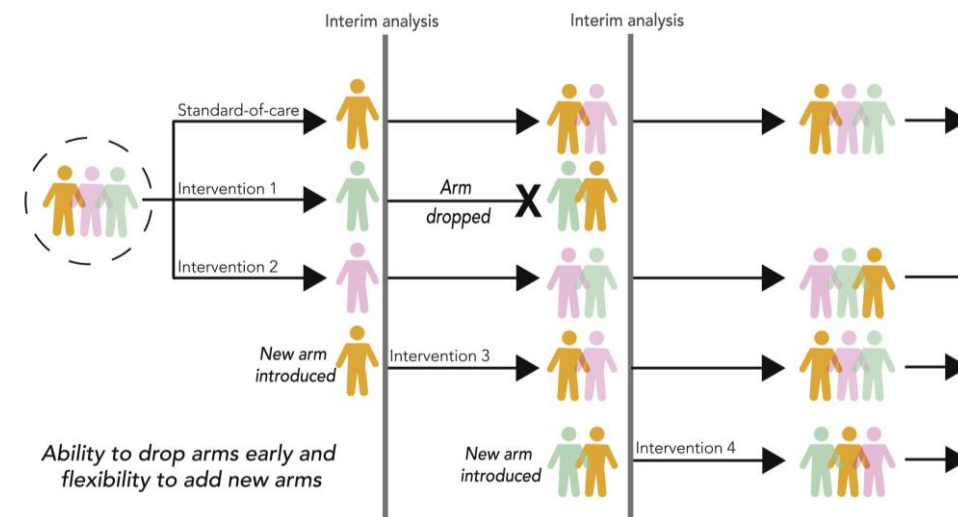 Interim analysis
Interim analysis
Standard-of-care
Intervention 1
Arm
dropped
X
Intervention 2
New arm
introduced
Intervention 3
Ability to drop arms early and
flexibility to add new arms
New arm
introduced
Intervention 4